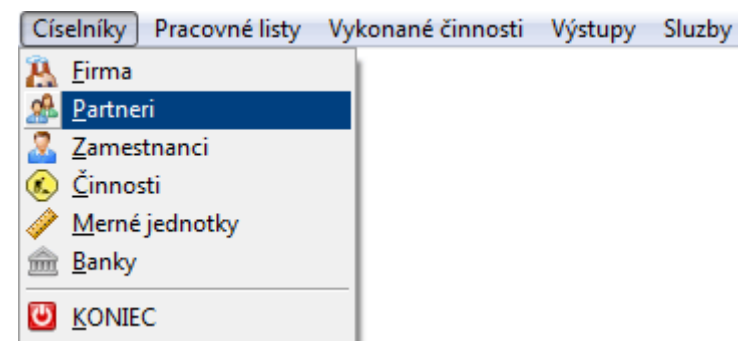 Číselníky Pracovné listy Vykonané činnosti Výstupy Sluzby
Firma
Partneri
Zamestnanci
Činnosti
Merné jednotky
Banky
KONIEC